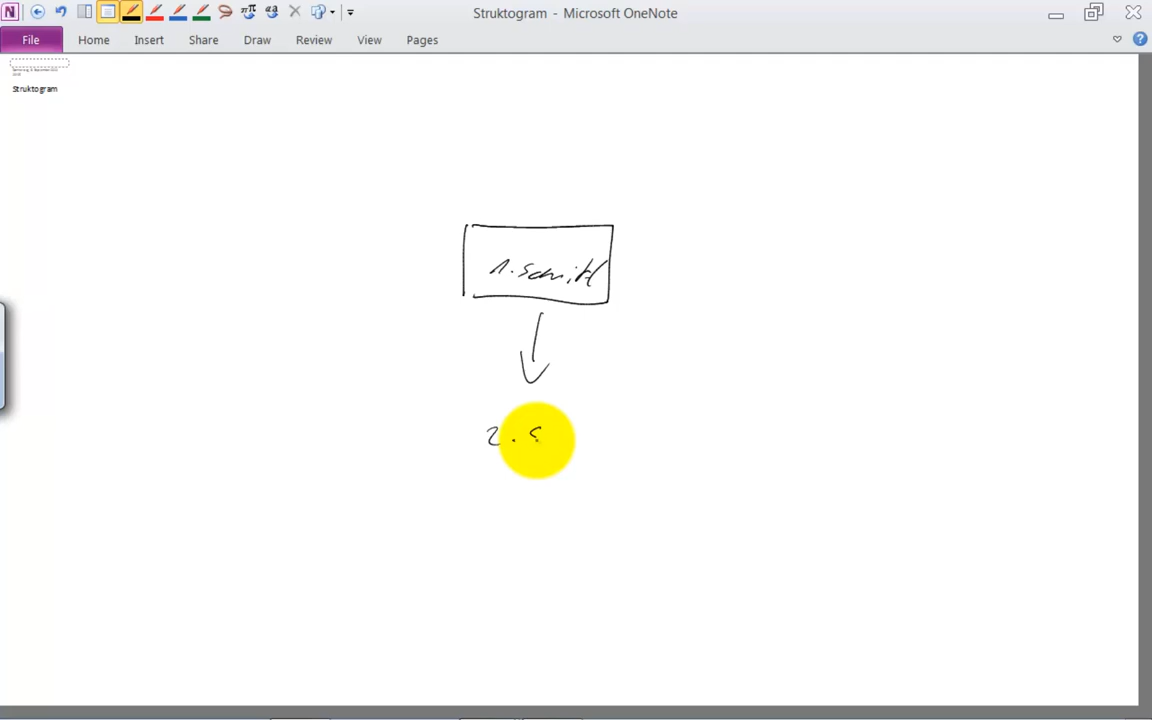 Struktogram - Microsoft OneNote
File Home Insert Share Draw Review View Pages
Struktogram
1. Schritt
2. S